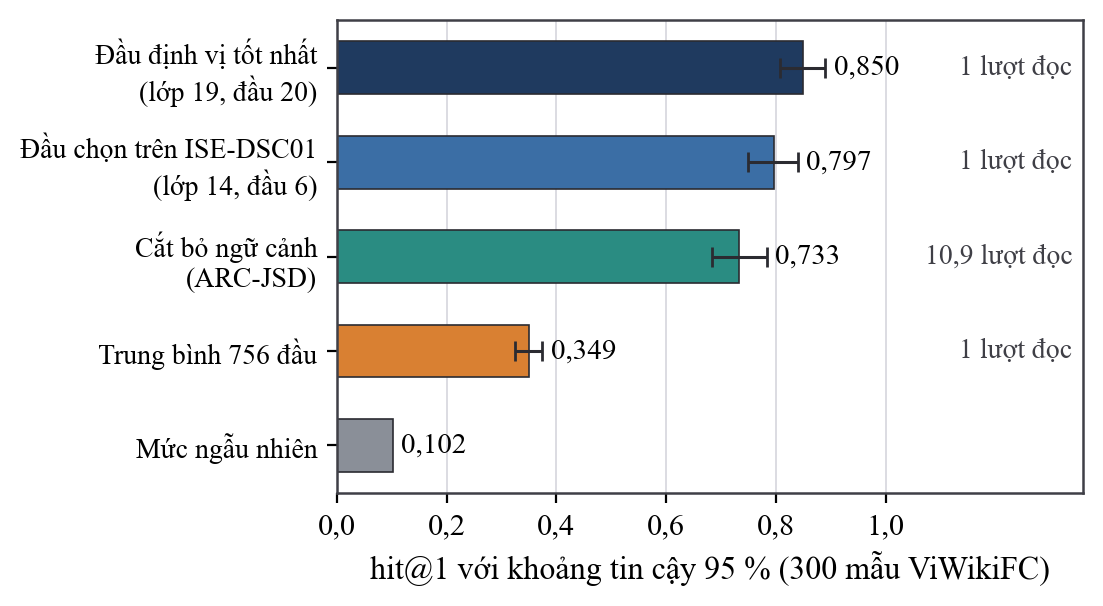 Đầu định vị tốt nhất
(lớp 19, đầu 20)
0,850
1 lượt đọc
Đầu chọn trên ISE-DSC01
(lớp 14, đầu 6)
0,797
1 lượt đọc
Cắt bỏ ngữ cảnh
(ARC-JSD)
0,733
10,9 lượt đọc
Trung bình 756 đầu
0,349
1 lượt đọc
Mức ngẫu nhiên
0,102
0,0 0,2 0,4 0,6 0,8 1,0
hit@1 với khoảng tin cậy 95 % (300 mẫu ViWikiFC)